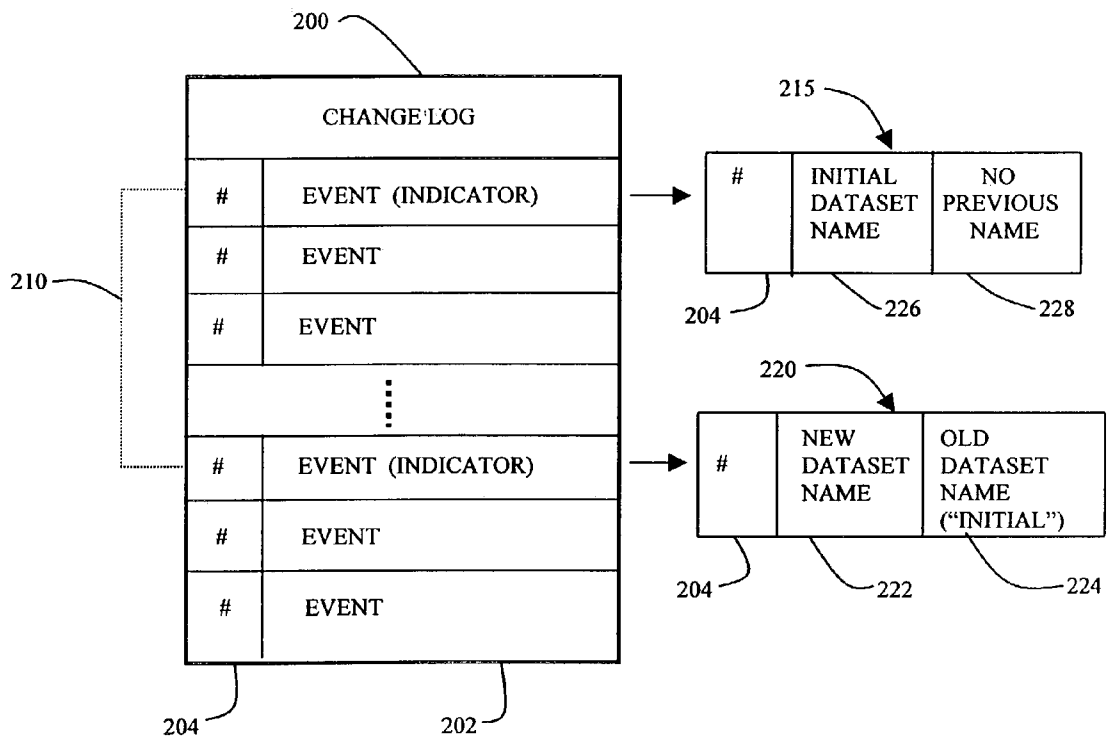 200
CHANGE LOG
# EVENT (INDICATOR)
# EVENT
# EVENT
# EVENT (INDICATOR)
# EVENT
# EVENT
210
204
202
215
# INITIAL NO
DATASET PREVIOUS
NAME NAME
204
226
228
220
# NEW OLD
DATASET DATASET
NAME NAME
("INITIAL")
204
222
224